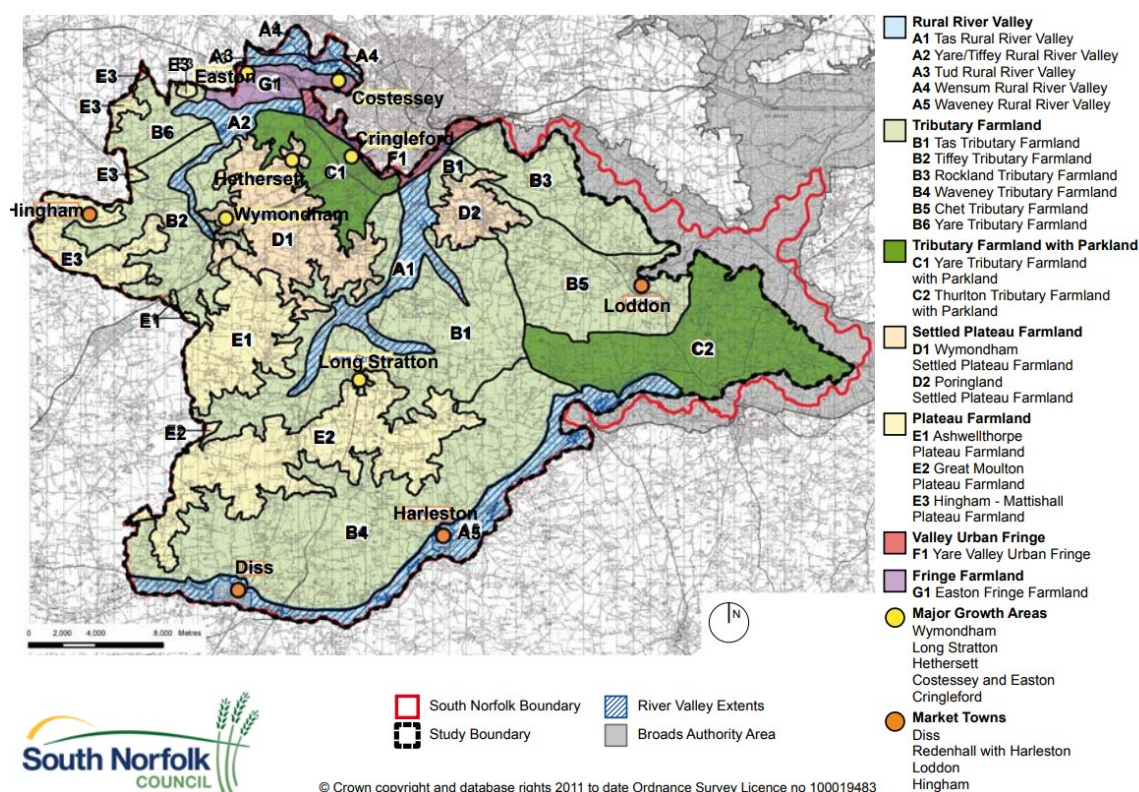 A4
A3
A4
E3
E3
Easton
G1
Costessey
E3
B6
A2
Cringleford
F1
B1
B3
E3
Hethersett
C1
Hingham
B2
Wymondham
D2
D1
E3
A1
B5
Loddon
E1
E1
B1
C2
Long Stratton
E2
E2
Harleston
B4
A5
Diss
0 2,000 4,000 8,000 Metres
N
Rural River Valley
A1 Tas Rural River Valley
A2 Yare/Tiffey Rural River Valley
A3 Tud Rural River Valley
A4 Wensum Rural River Valley
A5 Waveney Rural River Valley
Tributary Farmland
B1 Tas Tributary Farmland
B2 Tiffey Tributary Farmland
B3 Rockland Tributary Farmland
B4 Waveney Tributary Farmland
B5 Chet Tributary Farmland
B6 Yare Tributary Farmland
Tributary Farmland with Parkland
C1 Yare Tributary Farmland
with Parkland
C2 Thurlton Tributary Farmland
with Parkland
Settled Plateau Farmland
D1 Wymondham
Settled Plateau Farmland
D2 Poringland
Settled Plateau Farmland
Plateau Farmland
E1 Ashwellthorpe
Plateau Farmland
E2 Great Moulton
Plateau Farmland
E3 Hingham - Mattishall
Plateau Farmland
Valley Urban Fringe
F1 Yare Valley Urban Fringe
Fringe Farmland
G1 Easton Fringe Farmland
Major Growth Areas
Wymondham
Long Stratton
Hethersett
Costessey and Easton
Cringleford
Market Towns
Diss
Redenhall with Harleston
Loddon
Hingham
South Norfolk
COUNCIL
South Norfolk Boundary
Study Boundary
River Valley Extents
Broads Authority Area
© Crown copyright and database rights 2011 to date Ordnance Survey Licence no 100019483